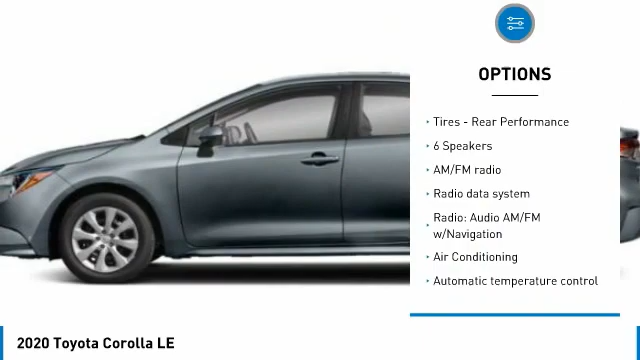 OPTIONS
Tires - Rear Performance
6 Speakers
AM/FM radio
Radio data system
Radio: Audio AM/FM
w/Navigation
Air Conditioning
Automatic temperature control
2020 Toyota Corolla LE